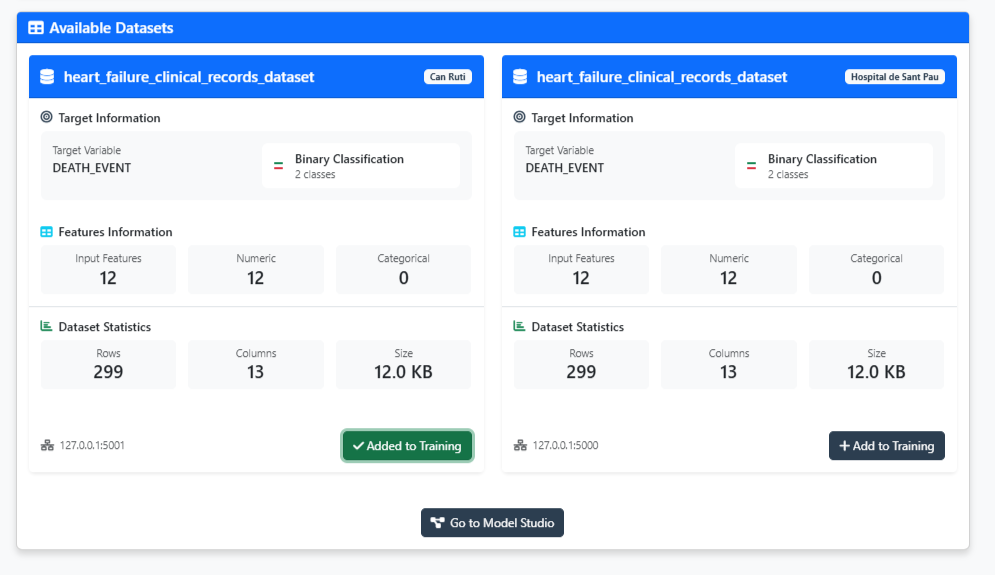 Available Datasets
heart_failure_clinical_records_dataset
Can Ruti
Target Information
Target Variable
DEATH_EVENT
Binary Classification
2 classes
Features Information
Input Features
12
Numeric
12
Categorical
0
Dataset Statistics
Rows
299
Columns
13
Size
12.0 KB
127.0.0.1:5001
Added to Training
heart_failure_clinical_records_dataset
Hospital de Sant Pau
Target Information
Target Variable
DEATH_EVENT
Binary Classification
2 classes
Features Information
Input Features
12
Numeric
12
Categorical
0
Dataset Statistics
Rows
299
Columns
13
Size
12.0 KB
127.0.0.1:5000
Add to Training
Go to Model Studio